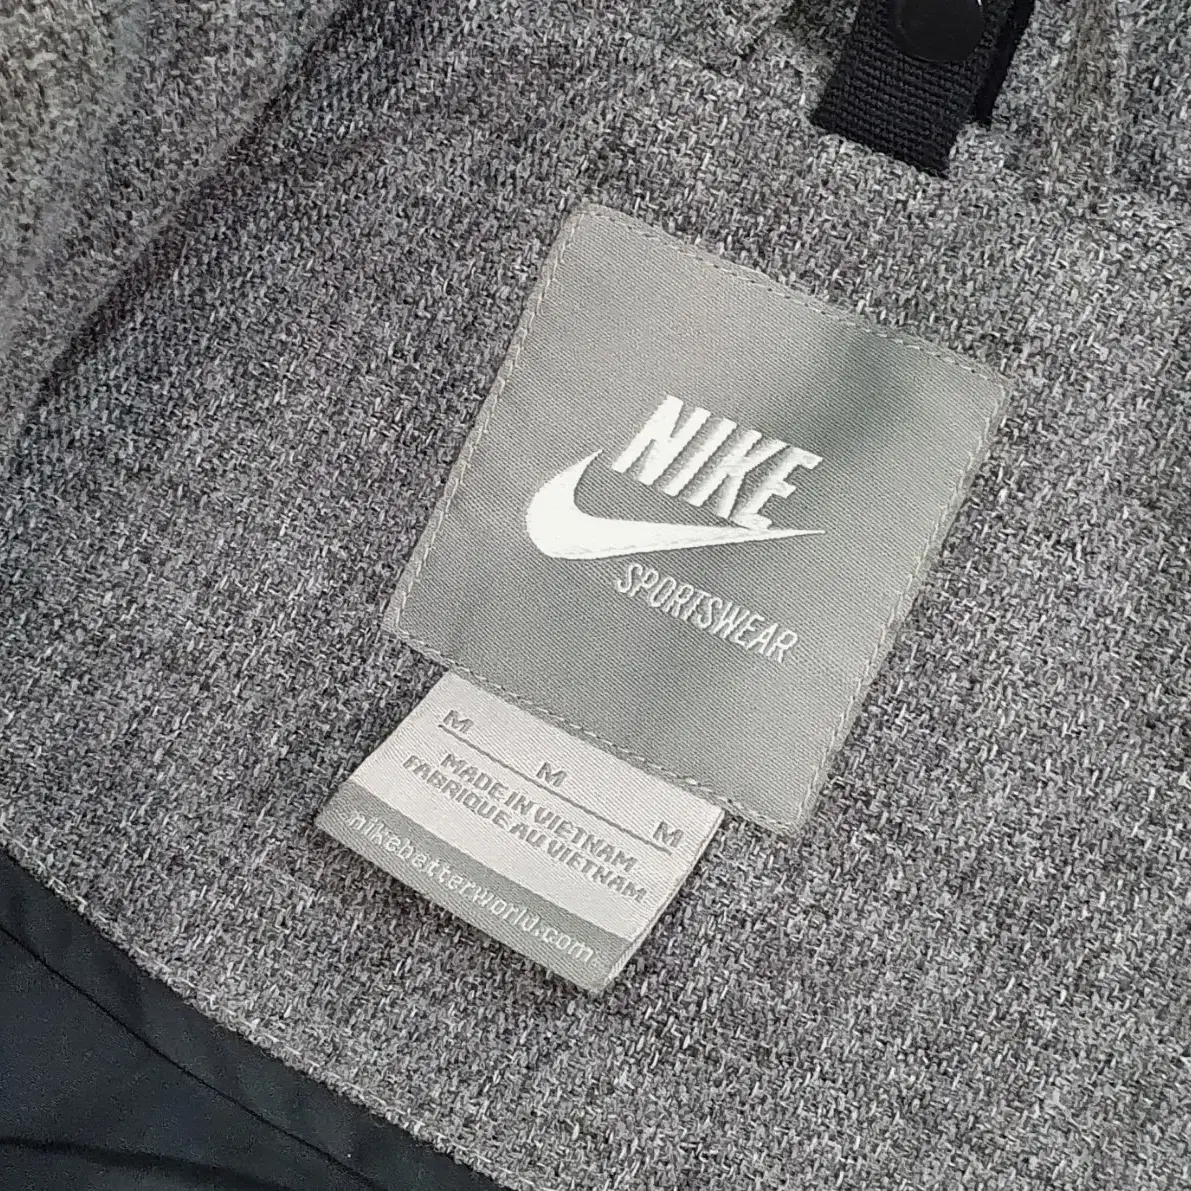 NIKE
SPORTSWEAR
M
M
M
MADE IN VIETNAM
FABRIQUE AU VIETNAM
nikebetterworld.com